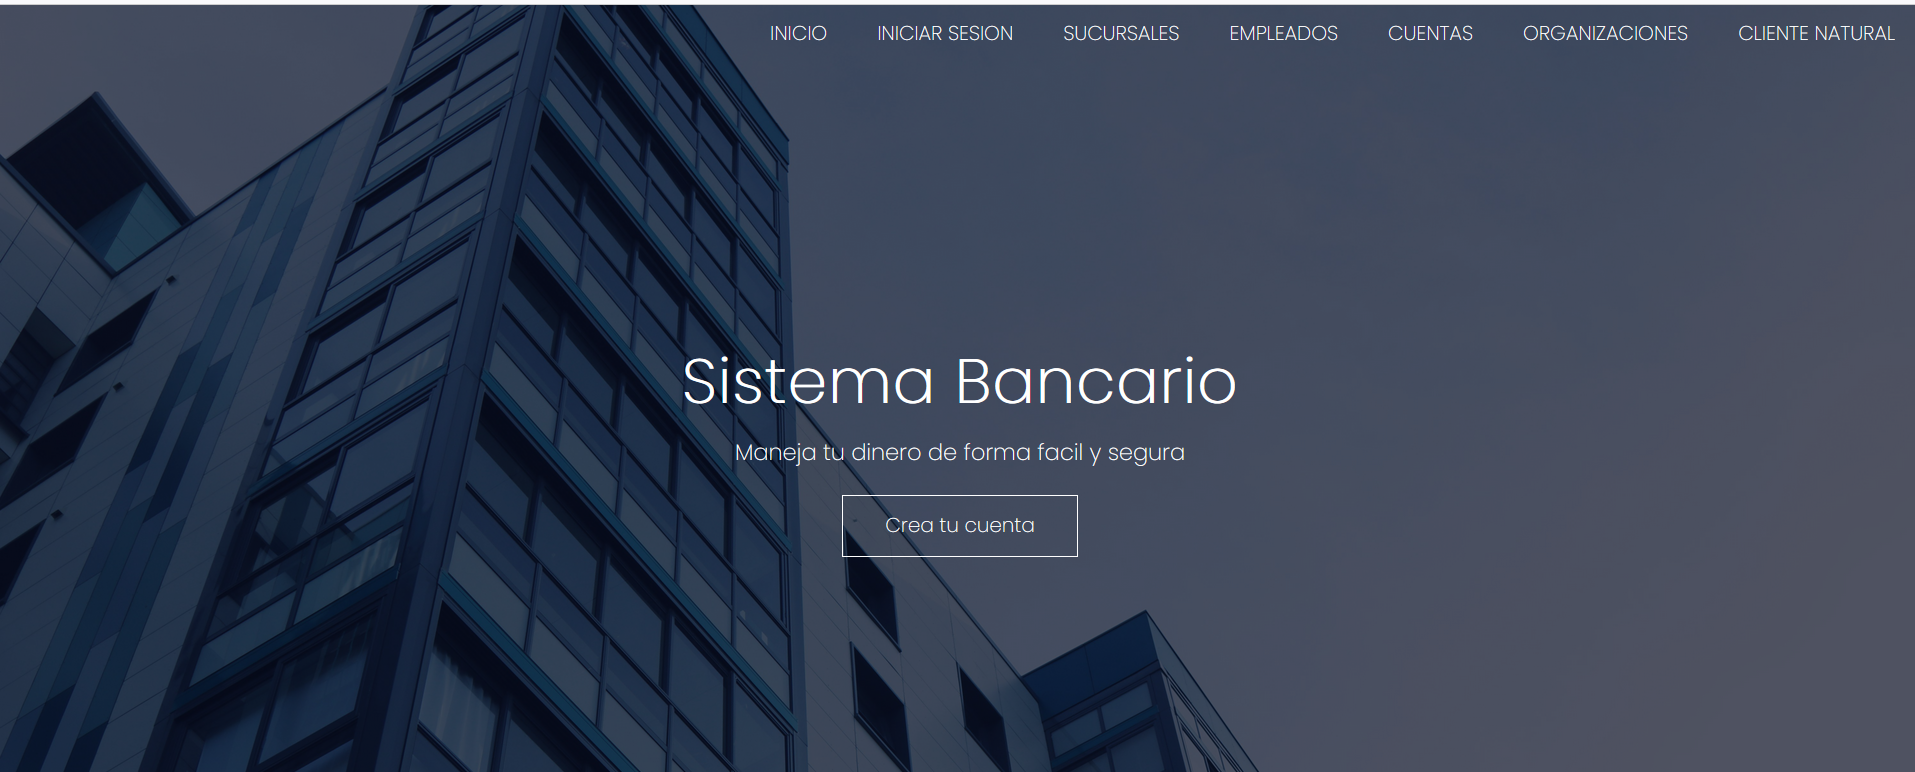 INICIO INICIAR SESION SUCURSALES EMPLEADOS CUENTAS ORGANIZACIONES CLIENTE NATURAL
Sistema Bancario
Maneja tu dinero de forma facil y segura
Crea tu cuenta